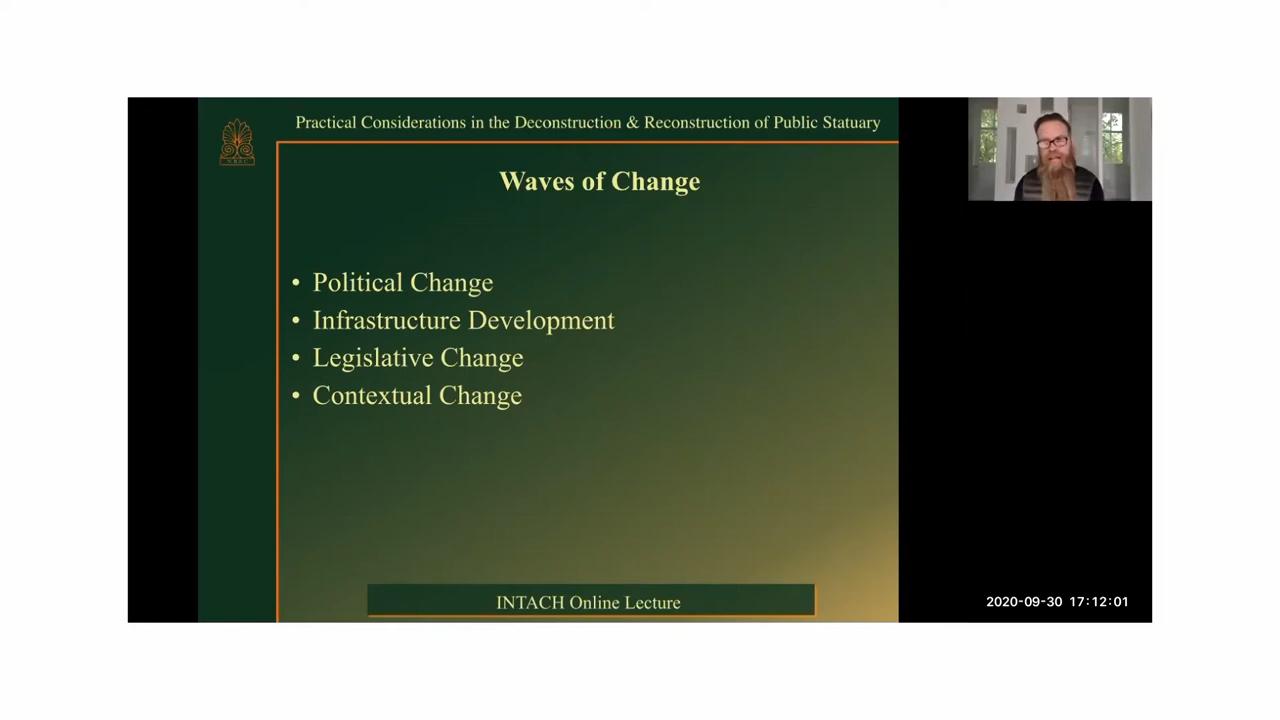 Practical Considerations in the Deconstruction & Reconstruction of Public Statuary
Waves of Change
• Political Change
• Infrastructure Development
• Legislative Change
• Contextual Change
INTACH Online Lecture
2020-09-30 17:12:01